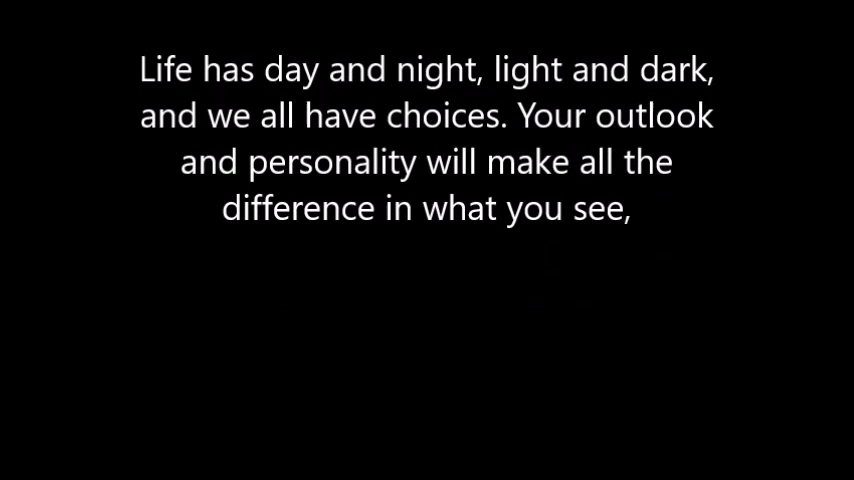 Life has day and night, light and dark,
and we all have choices. Your outlook
and personality will make all the
difference in what you see,